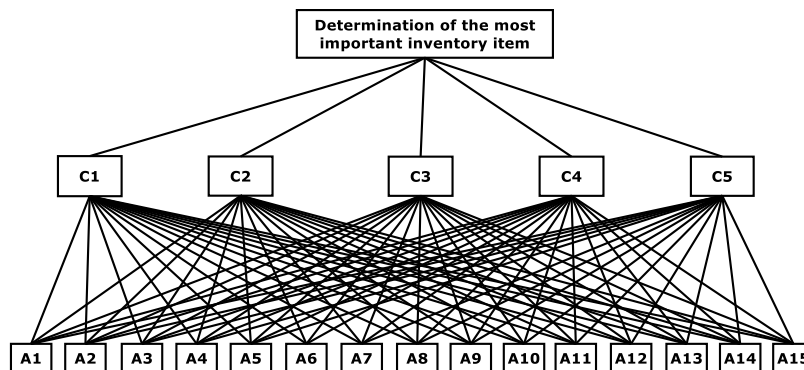 Determination of the most
important inventory item
C1 C2 C3 C4 C5
A1 A2 A3 A4 A5 A6 A7 A8 A9 A10 A11 A12 A13 A14 A15